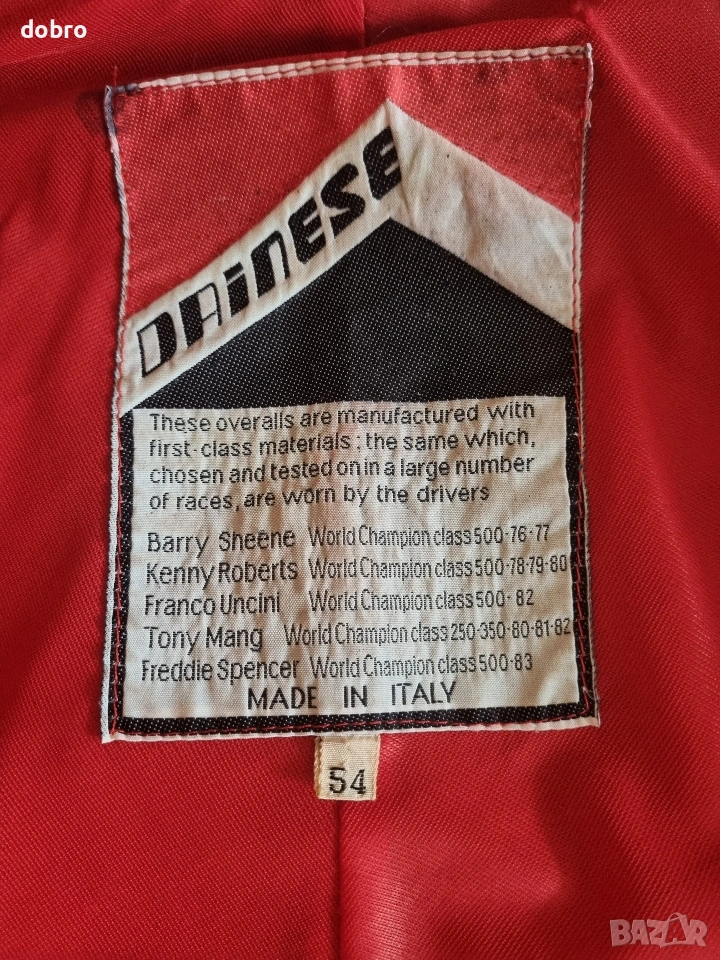 dobro
DAINESE
These overalls are manufactured with
first-class materials: the same which,
chosen and tested on in a large number
of races, are worn by the drivers
Barry Sheene World Champion class 500-76-77
Kenny Roberts World Champion class 500-78-79-80
Franco Uncini World Champion class 500-82
Tony Mang World Champion class 250-350-80-81-82
Freddie Spencer World Champion class 500-83
MADE IN ITALY
54
BAZAR